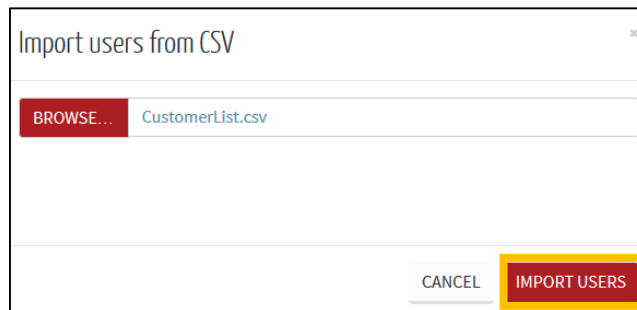 Import users from CSV
×
BROWSE... CustomerList.csv
CANCEL IMPORT USERS